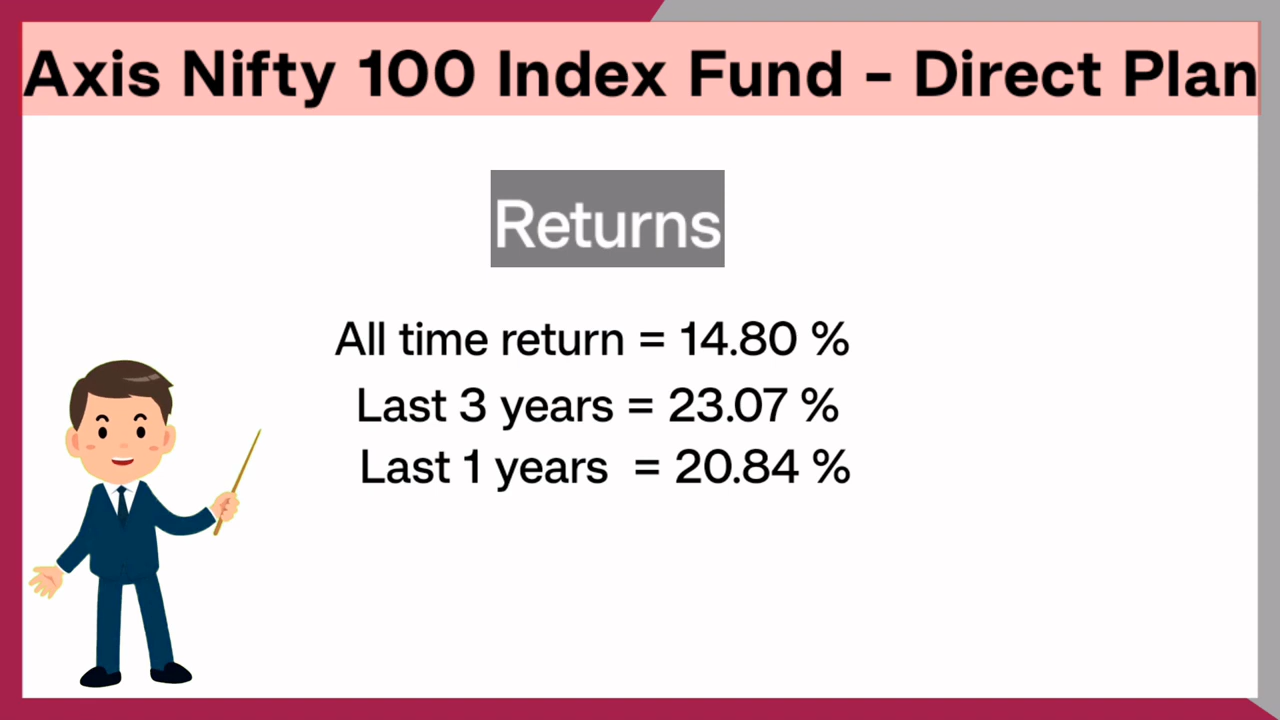 Axis Nifty 100 Index Fund - Direct Plan
Returns
All time return = 14.80 %
Last 3 years = 23.07 %
Last 1 years = 20.84 %